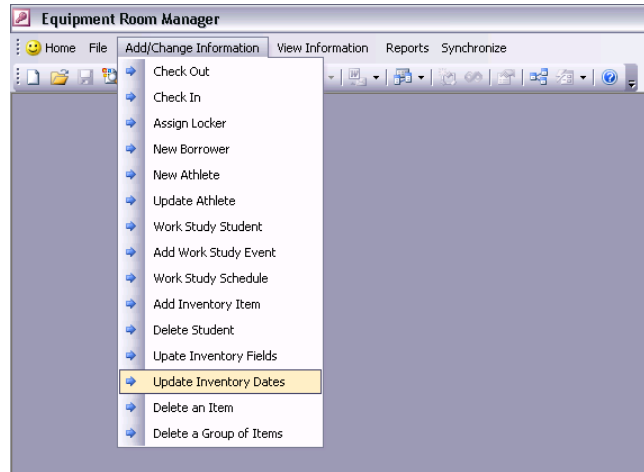 Equipment Room Manager
Home File Add/Change Information View Information Reports Synchronize
Check Out
Check In
Assign Locker
New Borrower
New Athlete
Update Athlete
Work Study Student
Add Work Study Event
Work Study Schedule
Add Inventory Item
Delete Student
Upate Inventory Fields
Update Inventory Dates
Delete an Item
Delete a Group of Items